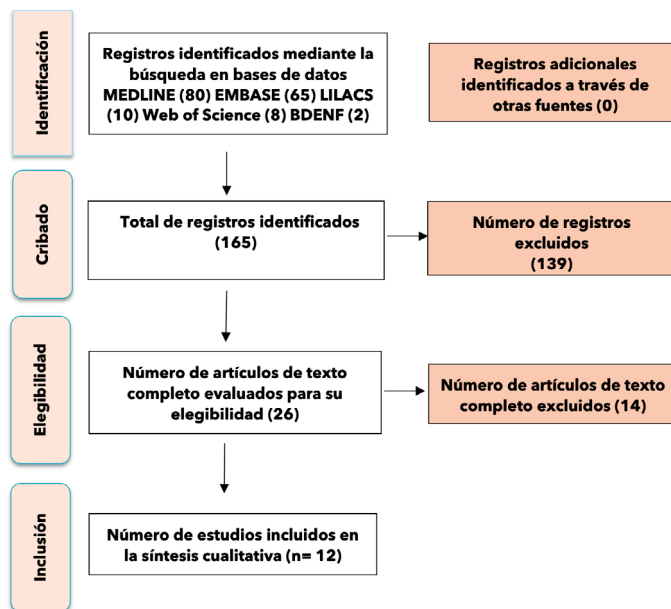 Identificación
Registros identificados mediante la
búsqueda en bases de datos
MEDLINE (80) EMBASE (65) LILACS
(10) Web of Science (8) BDENF (2)
Registros adicionales
identificados a través de
otras fuentes (0)
Cribado
Total de registros identificados
(165)
Número de registros
excluidos
(139)
Elegibilidad
Número de artículos de texto
completo evaluados para su
elegibilidad (26)
Número de artículos de texto
completo excluidos (14)
Inclusión
Número de estudios incluidos en
la síntesis cualitativa (n= 12)